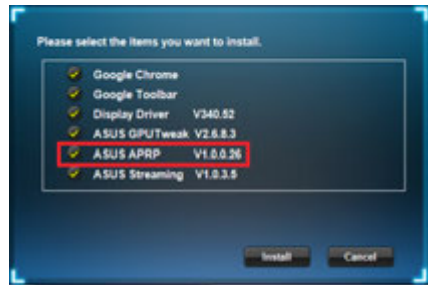 Please select the items you want to install.
Google Chrome
Google Toolbar
Display Driver V340.52
ASUS GPUTweak V2.6.8.3
ASUS APRP V1.0.0.26
ASUS Streaming V1.0.3.5
Install Cancel